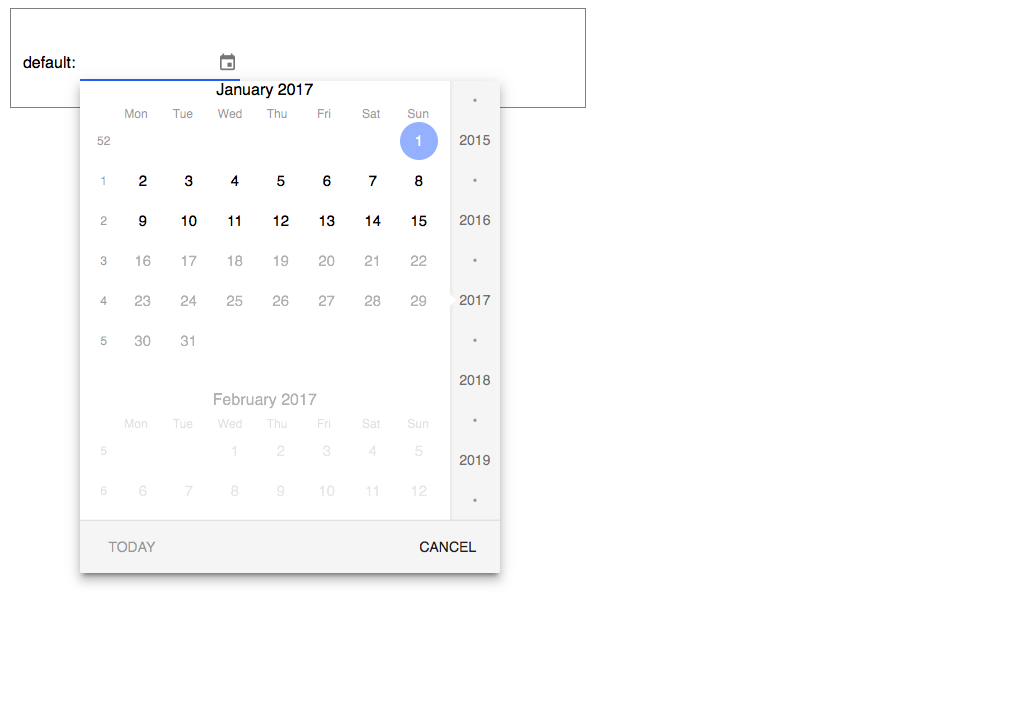 default:
January 2017
Mon Tue Wed Thu Fri Sat Sun
52 1
1 2 3 4 5 6 7 8
2 9 10 11 12 13 14 15
3 16 17 18 19 20 21 22
4 23 24 25 26 27 28 29
5 30 31
February 2017
Mon Tue Wed Thu Fri Sat Sun
5 1 2 3 4 5
6 6 7 8 9 10 11 12
•
2015
•
2016
•
2017
•
2018
•
2019
•
TODAY CANCEL